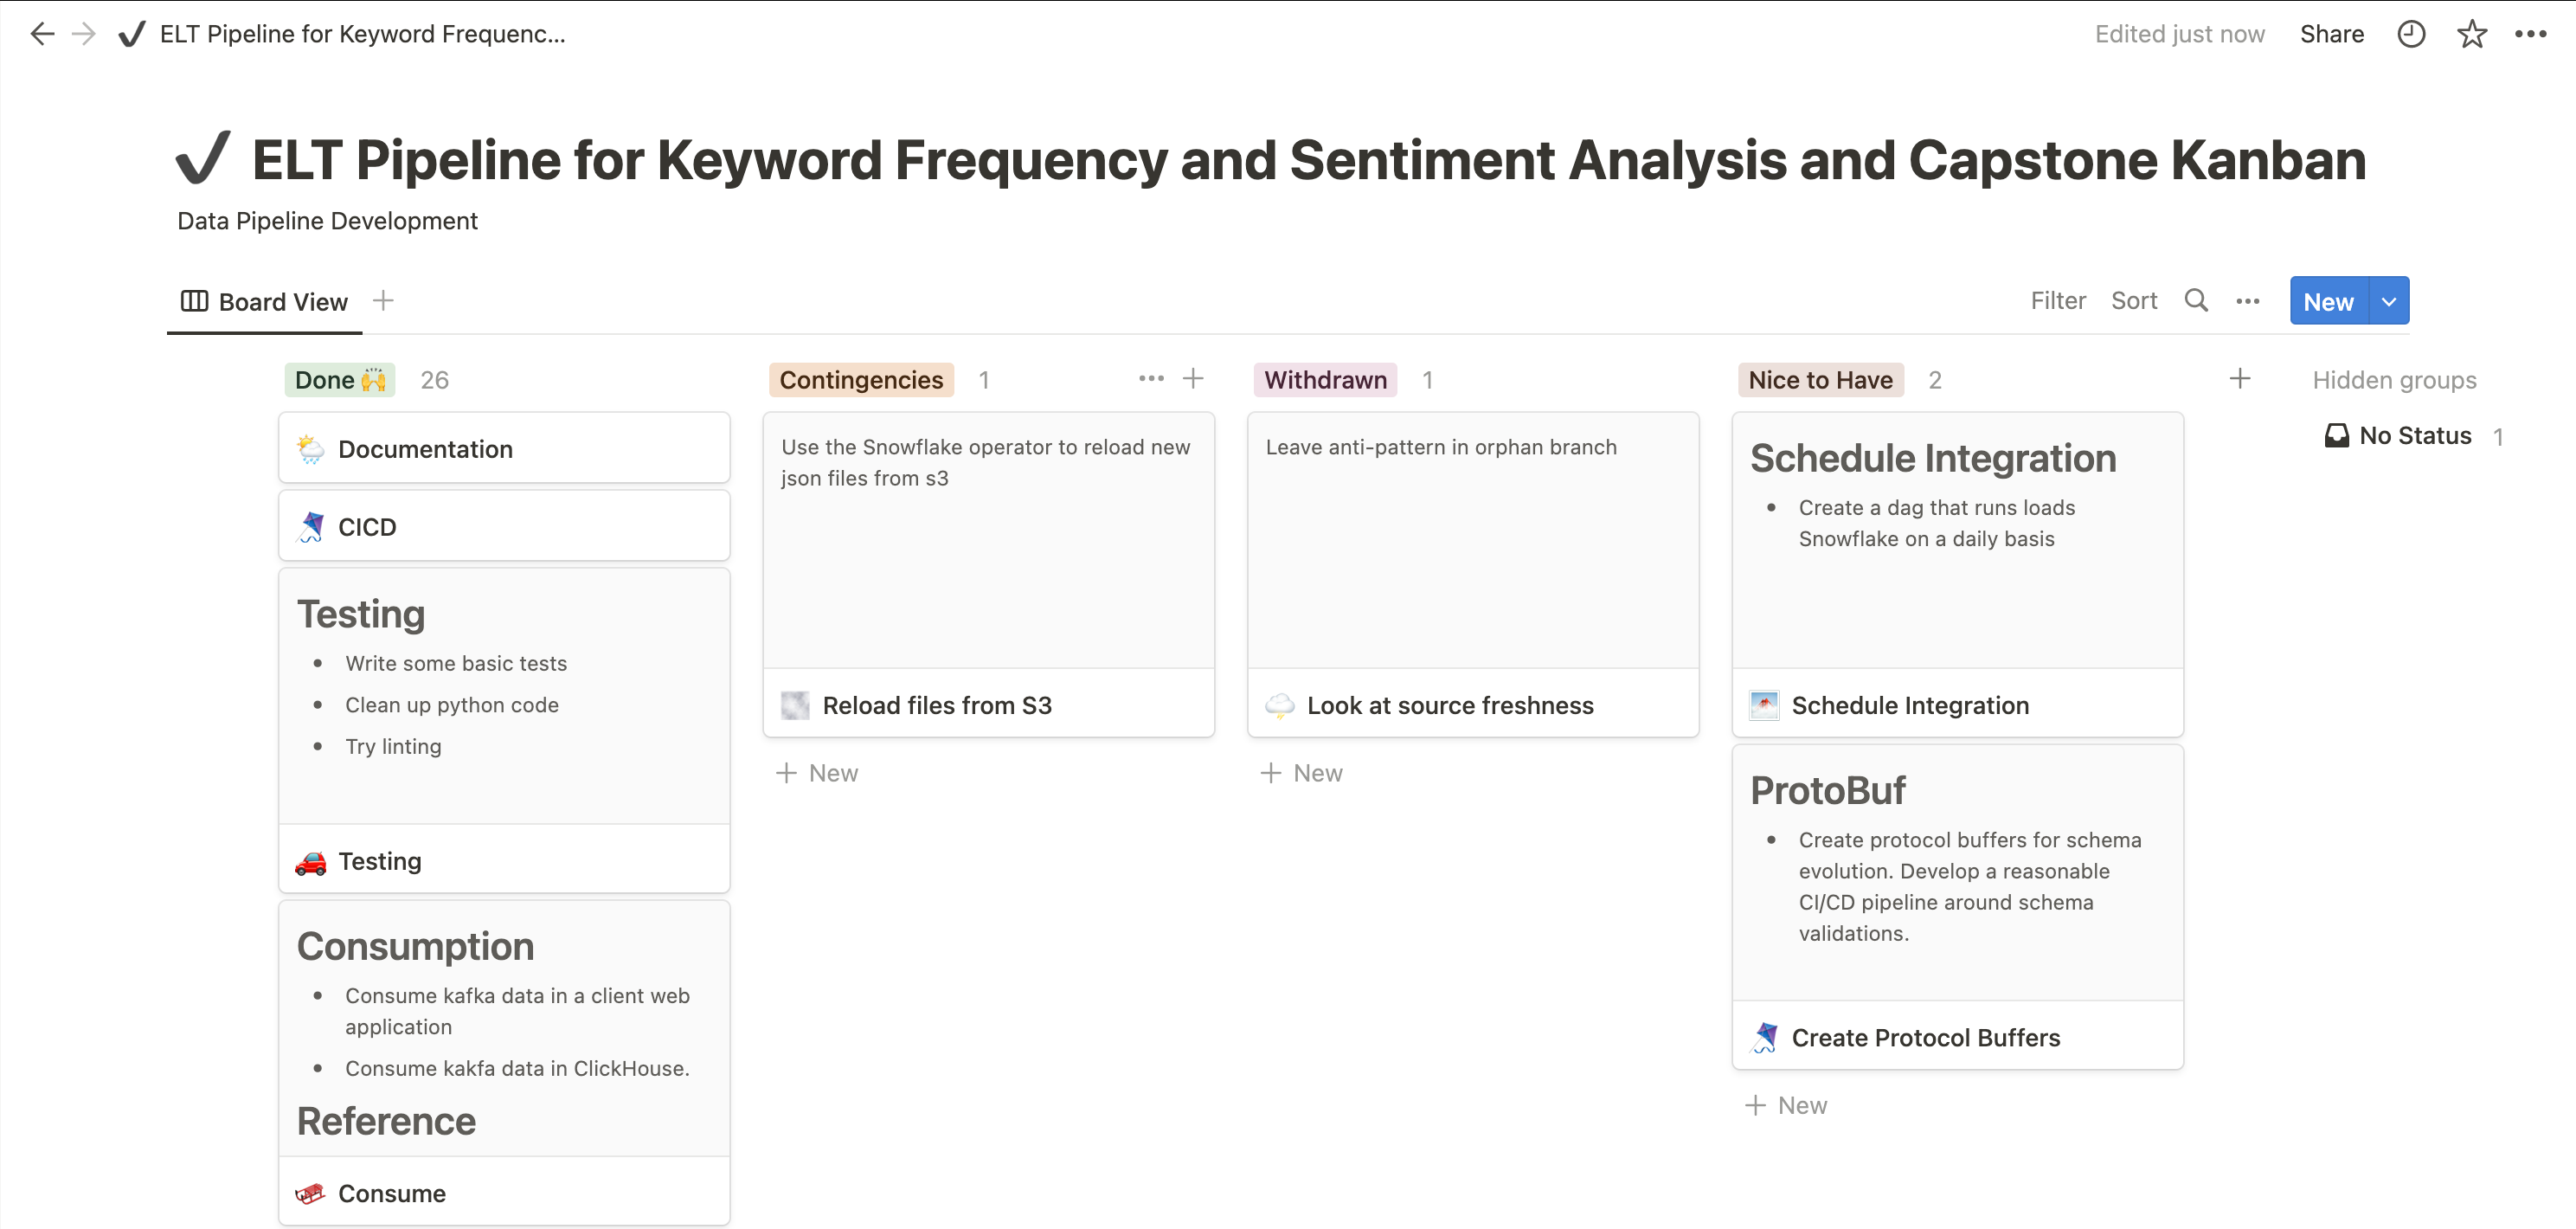 ELT Pipeline for Keyword Frequenc...
Edited just now
Share
ELT Pipeline for Keyword Frequency and Sentiment Analysis and Capstone Kanban
Data Pipeline Development
Board View
Filter
Sort
New
Done 🙌 26
Documentation
CICD
Testing
Write some basic tests
Clean up python code
Try linting
Testing
Consumption
Consume kafka data in a client web
application
Consume kakfa data in ClickHouse.
Reference
Consume
Contingencies 1
Use the Snowflake operator to reload new
json files from s3
Reload files from S3
New
Withdrawn 1
Leave anti-pattern in orphan branch
Look at source freshness
New
Nice to Have 2
Schedule Integration
Create a dag that runs loads
Snowflake on a daily basis
Schedule Integration
ProtoBuf
Create protocol buffers for schema
evolution. Develop a reasonable
CI/CD pipeline around schema
validations.
Create Protocol Buffers
New
Hidden groups
No Status 1